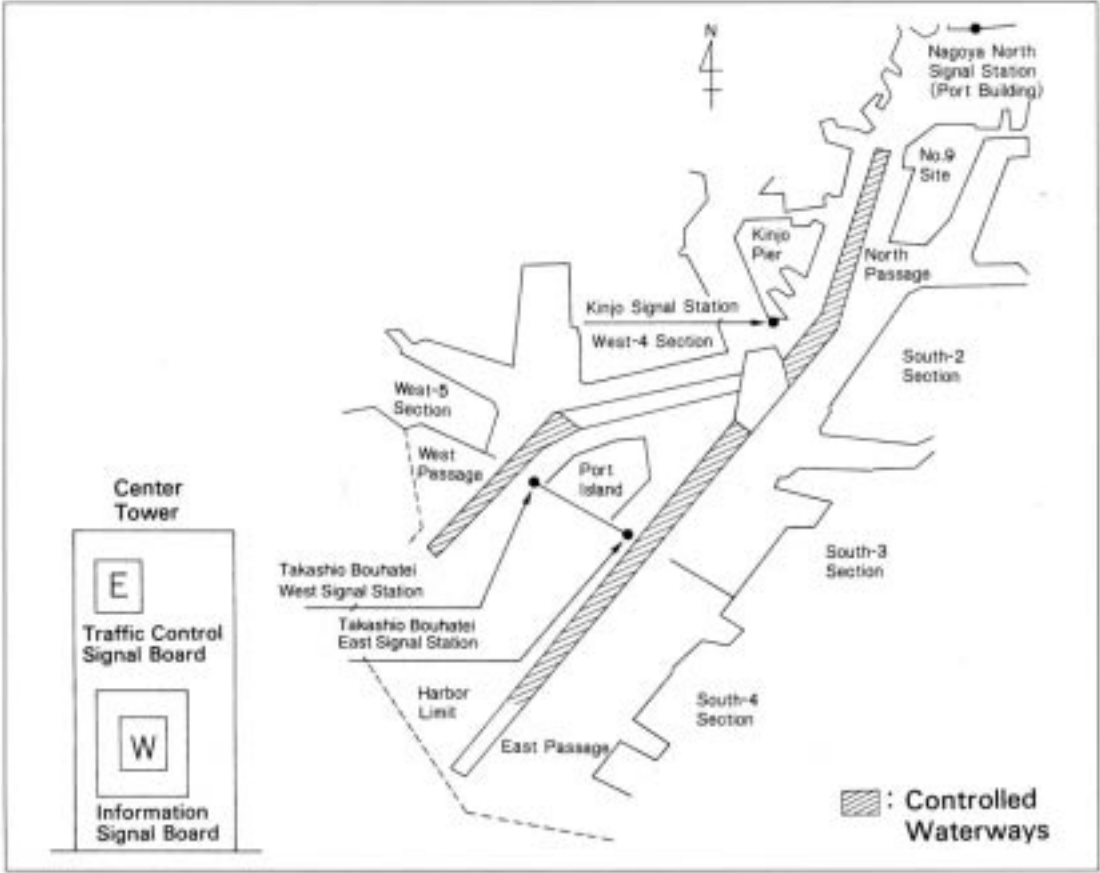 N
Nagoya North
Signal Station
(Port Building)
No.9
Site
Kinjo
Pier
North
Passage
Kinjo Signal Station
West-4 Section
South-2
Section
West-5
Section
West
Passage
Port
Island
Center
Tower
E
Traffic Control
Signal Board
W
Information
Signal Board
Takashio Bouhatei
West Signal Station
Takashio Bouhatei
East Signal Station
South-3
Section
Harbor
Limit
South-4
Section
East Passage
: Controlled
Waterways